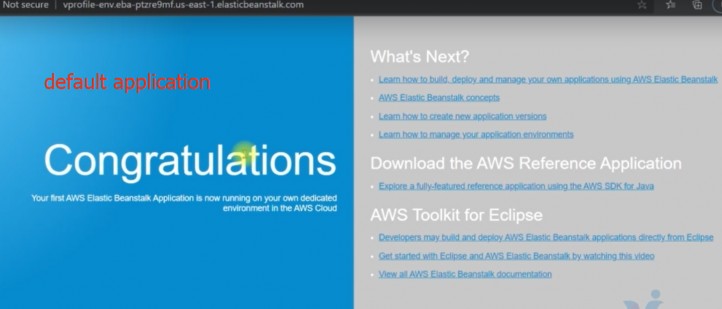 Not secure | vprofile-env.eba-ptzre9mf.us-east-1.elasticbeanstalk.com
default application
Congratulations
Your first AWS Elastic Beanstalk Application is now running on your own dedicated
environment in the AWS Cloud
What's Next?
Learn how to build, deploy and manage your own applications using AWS Elastic Beanstalk
AWS Elastic Beanstalk concepts
Learn how to create new application versions
Learn how to manage your application environments
Download the AWS Reference Application
Explore a fully-featured reference application using the AWS SDK for Java
AWS Toolkit for Eclipse
Developers may build and deploy AWS Elastic Beanstalk applications directly from Eclipse
Get started with Eclipse and AWS Elastic Beanstalk by watching this video
View all AWS Elastic Beanstalk documentation